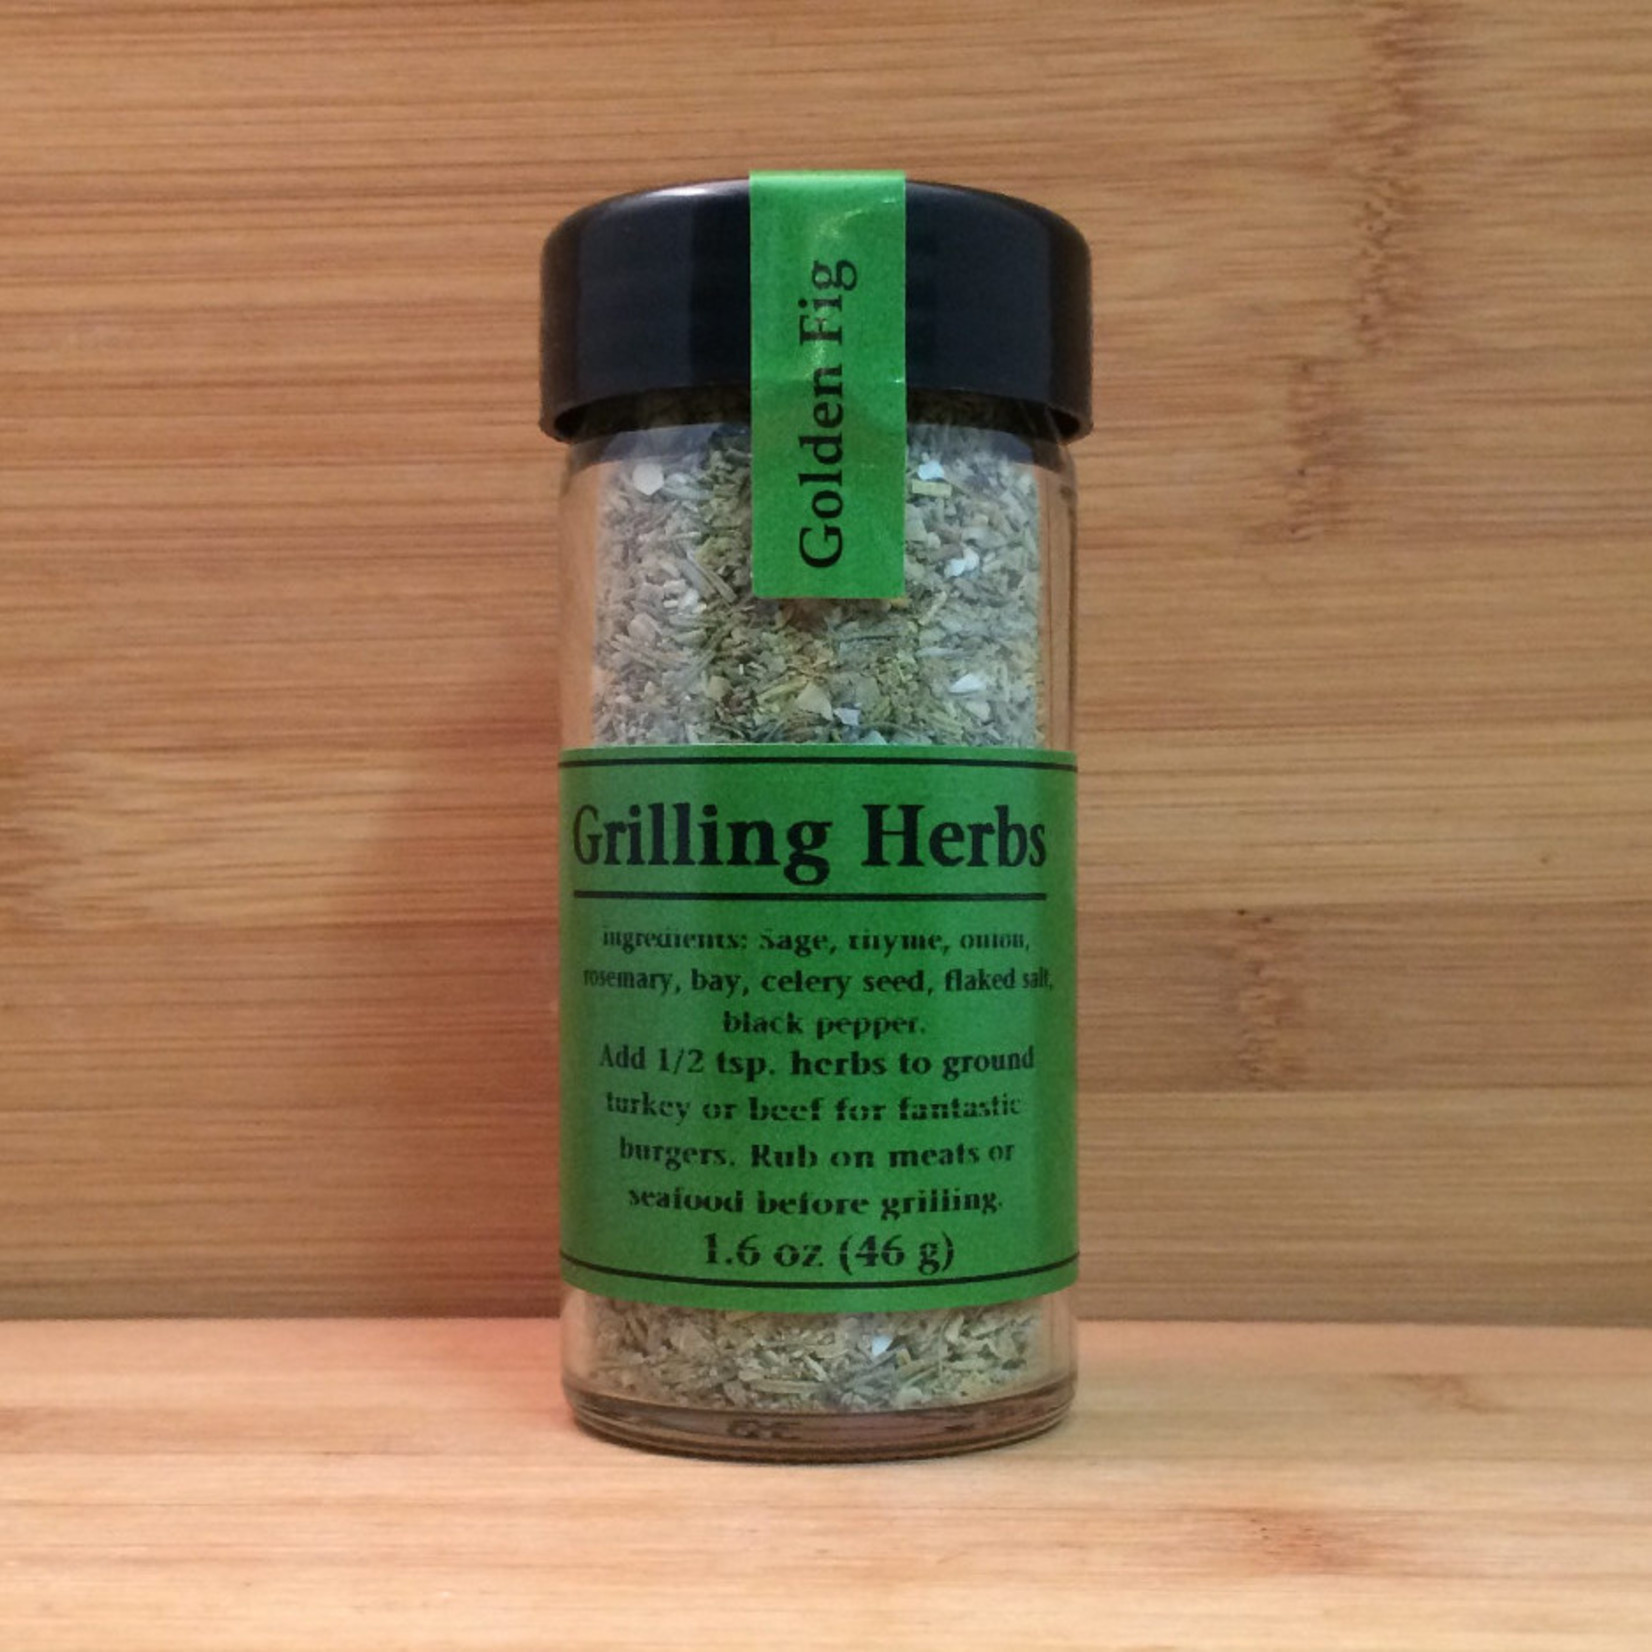 Golden Fig
Grilling Herbs
ingredients: Sage, thyme, onion,
rosemary, bay, celery seed, flaked salt,
black pepper.
Add 1/2 tsp. herbs to ground
turkey or beef for fantastic
burgers. Rub on meats or
seafood before grilling.
1.6 oz (46 g)